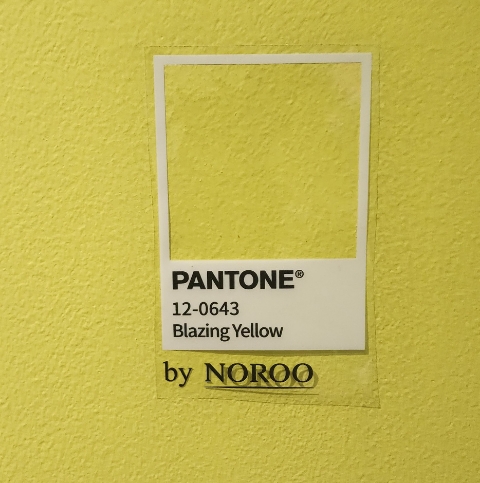 PANTONE®
12-0643
Blazing Yellow
by NOROO